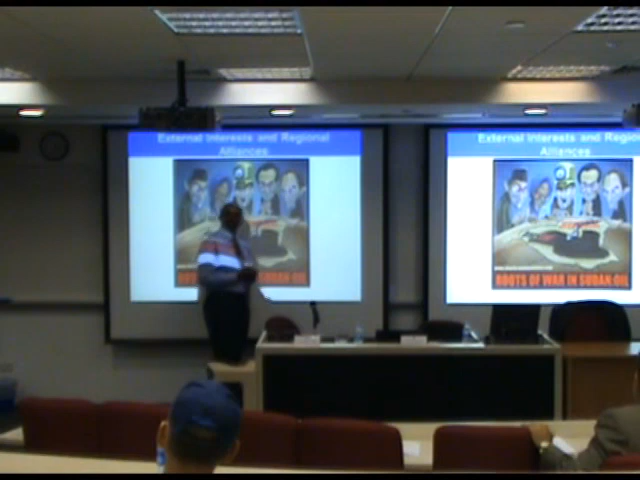 External Interests and Regional
Alliances
ROOTS OF WAR IN SUDAN:OIL
External Interests and Regio
Alliances
ROOTS OF WAR IN SUDAN:OIL